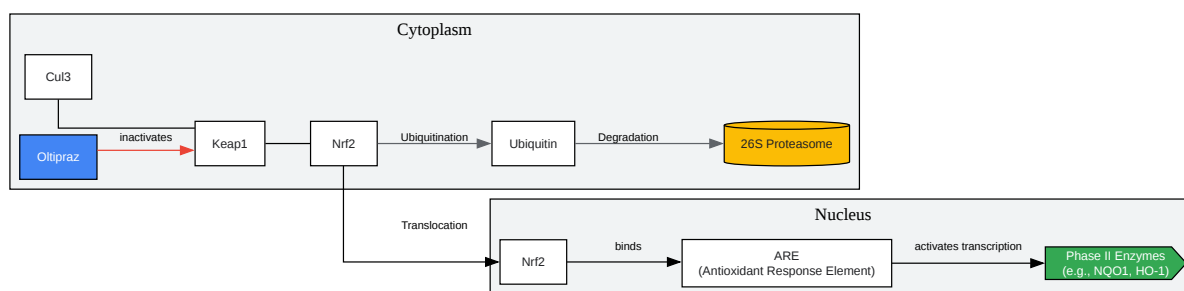 Cytoplasm
Cul3
Oltipraz
inactivates
Keap1
Nrf2
Ubiquitination
Ubiquitin
Degradation
26S Proteasome
Translocation
Nucleus
Nrf2
binds
ARE
(Antioxidant Response Element)
activates transcription
Phase II Enzymes
(e.g., NQO1, HO-1)